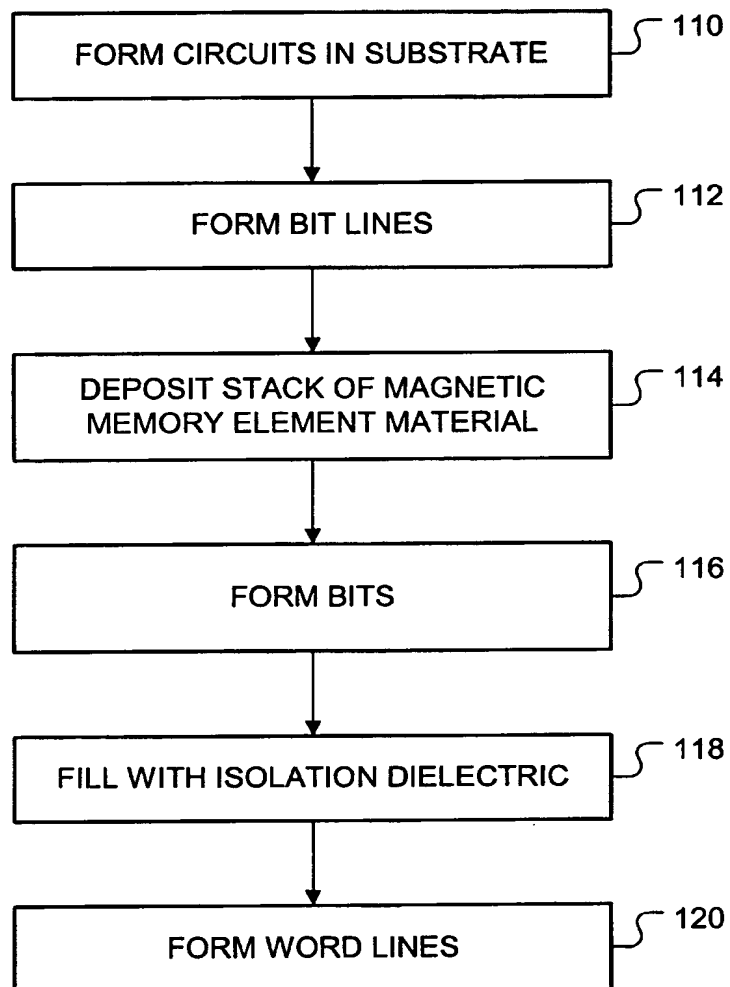 FORM CIRCUITS IN SUBSTRATE
110
FORM BIT LINES
112
DEPOSIT STACK OF MAGNETIC
MEMORY ELEMENT MATERIAL
114
FORM BITS
116
FILL WITH ISOLATION DIELECTRIC
118
FORM WORD LINES
120